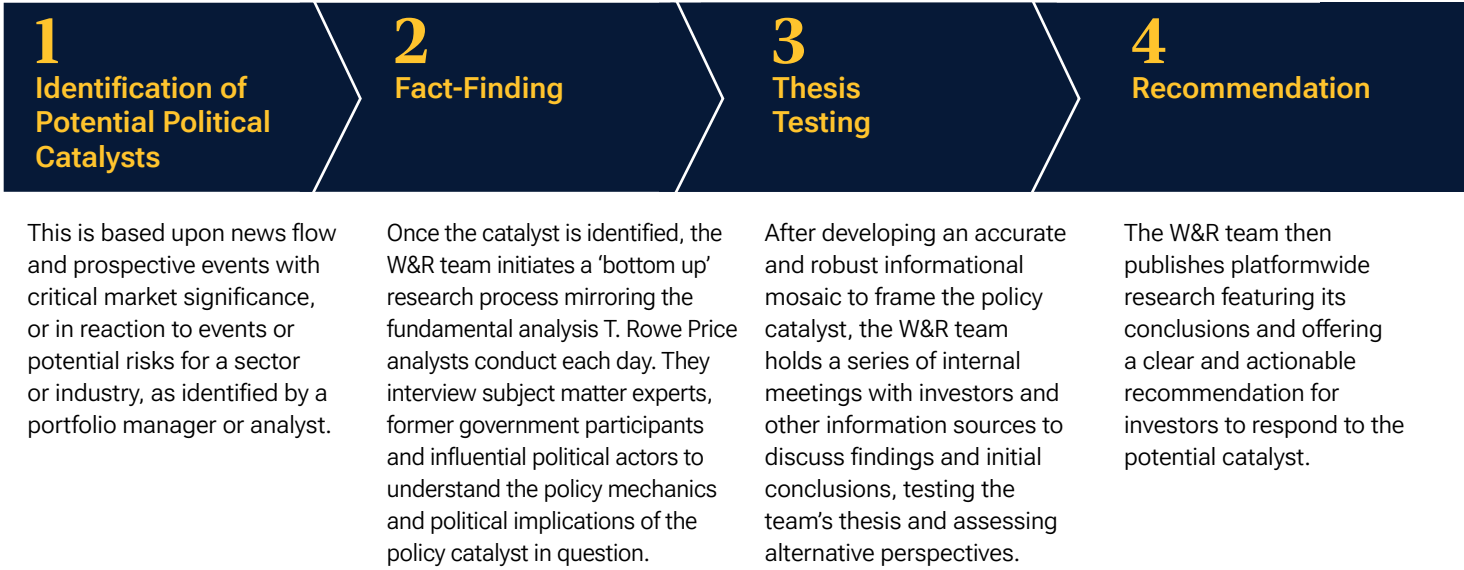 1
Identification of
Potential Political
Catalysts
This is based upon news flow
and prospective events with
critical market significance,
or in reaction to events or
potential risks for a sector
or industry, as identified by a
portfolio manager or analyst.
2
Fact-Finding
Once the catalyst is identified, the
W&R team initiates a ‘bottom up’
research process mirroring the
fundamental analysis T. Rowe Price
analysts conduct each day. They
interview subject matter experts,
former government participants
and influential political actors to
understand the policy mechanics
and political implications of the
policy catalyst in question.
3
Thesis
Testing
After developing an accurate
and robust informational
mosaic to frame the policy
catalyst, the W&R team
holds a series of internal
meetings with investors and
other information sources to
discuss findings and initial
conclusions, testing the
team’s thesis and assessing
alternative perspectives.
4
Recommendation
The W&R team then
publishes platformwide
research featuring its
conclusions and offering
a clear and actionable
recommendation for
investors to respond to the
potential catalyst.